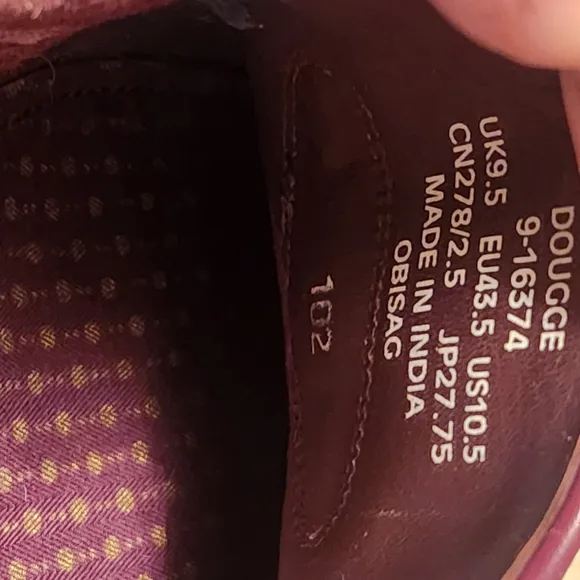 DOUGGE
9-16374
UK9.5 EU43.5 US10.5
CN278/2.5 JP27.75
MADE IN INDIA
OBISAG
102